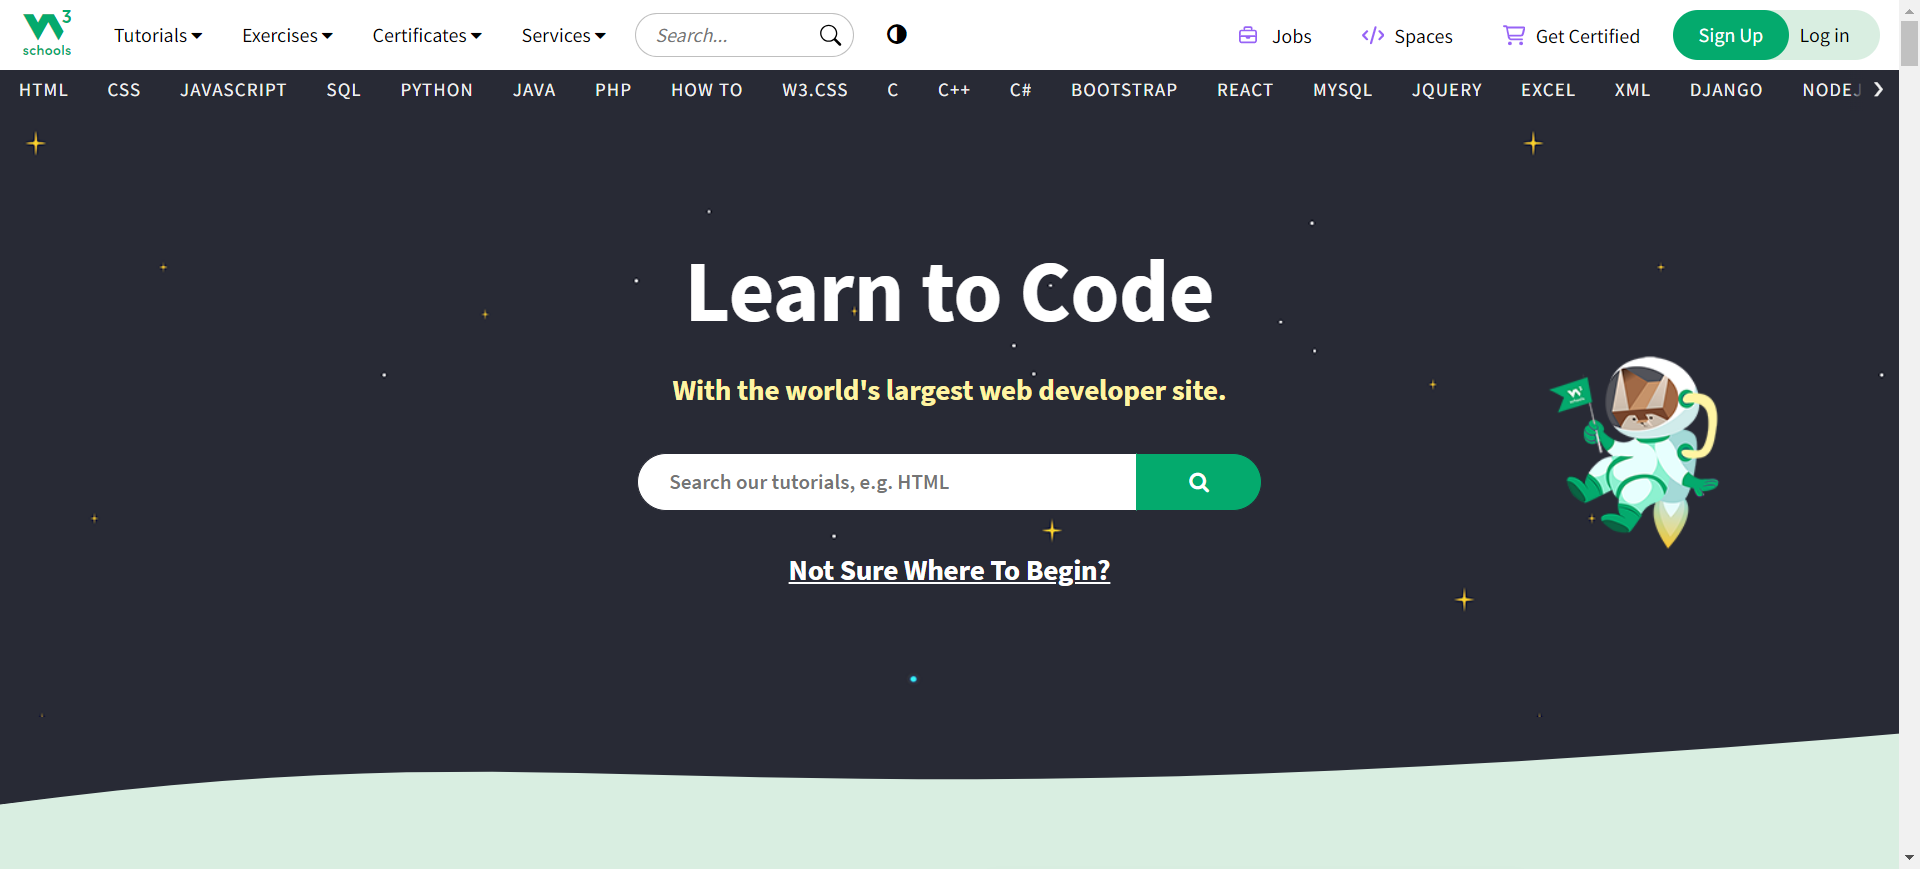 W3 schools
Tutorials Exercises Certificates Services Search... Jobs Spaces Get Certified Sign Up Log in
HTML CSS JAVASCRIPT SQL PYTHON JAVA PHP HOW TO W3.CSS C C++ C# BOOTSTRAP REACT MYSQL JQUERY EXCEL XML DJANGO NODEJ
Learn to Code
With the world's largest web developer site.
Search our tutorials, e.g. HTML
Not Sure Where To Begin?